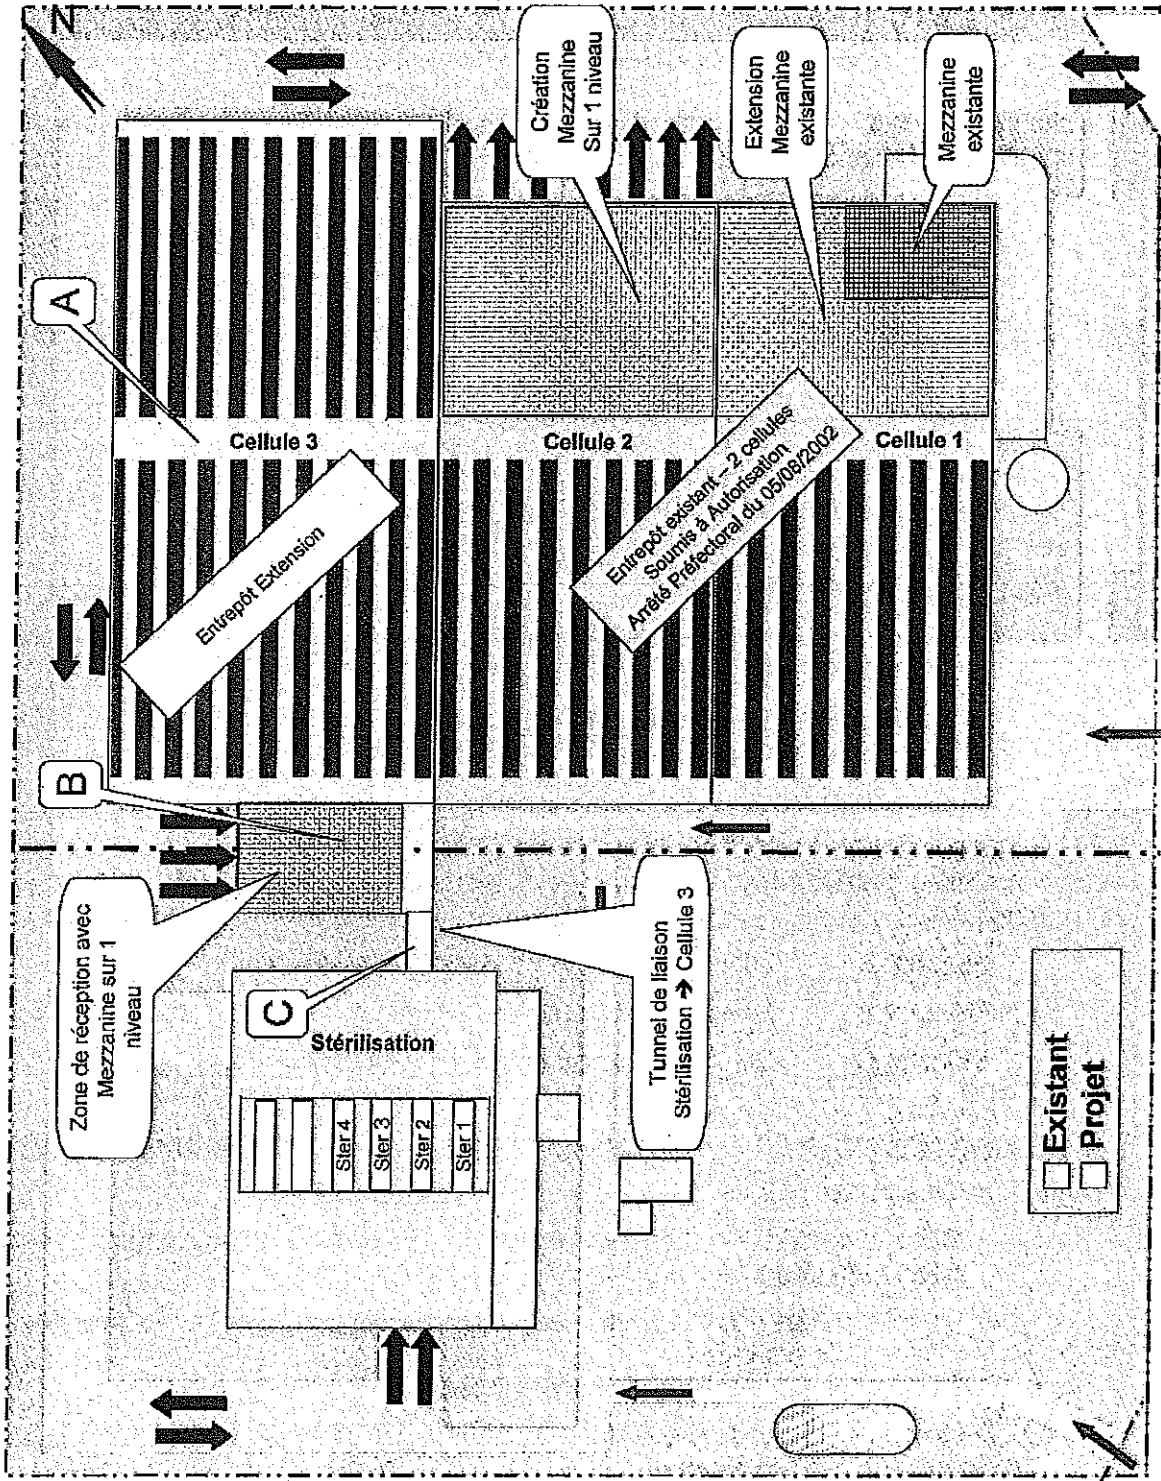 N
Création
Mezzanine
Sur 1 niveau
Extension
Mezzanine
existante
Mezzanine
existante
A
Cellule 3
Cellule 2
Cellule 1
Entrepôt Extension
Entrepôt existant – 2 cellules
Soumis à Autorisation
Arrêté Préfectoral du 05/08/2002
B
Zone de réception avec
Mezzanine sur 1
niveau
C
Stérilisation
Tunnel de liaison
Stérilisation → Cellule 3
Ster 4
Ster 3
Ster 2
Ster 1
Existant
Projet